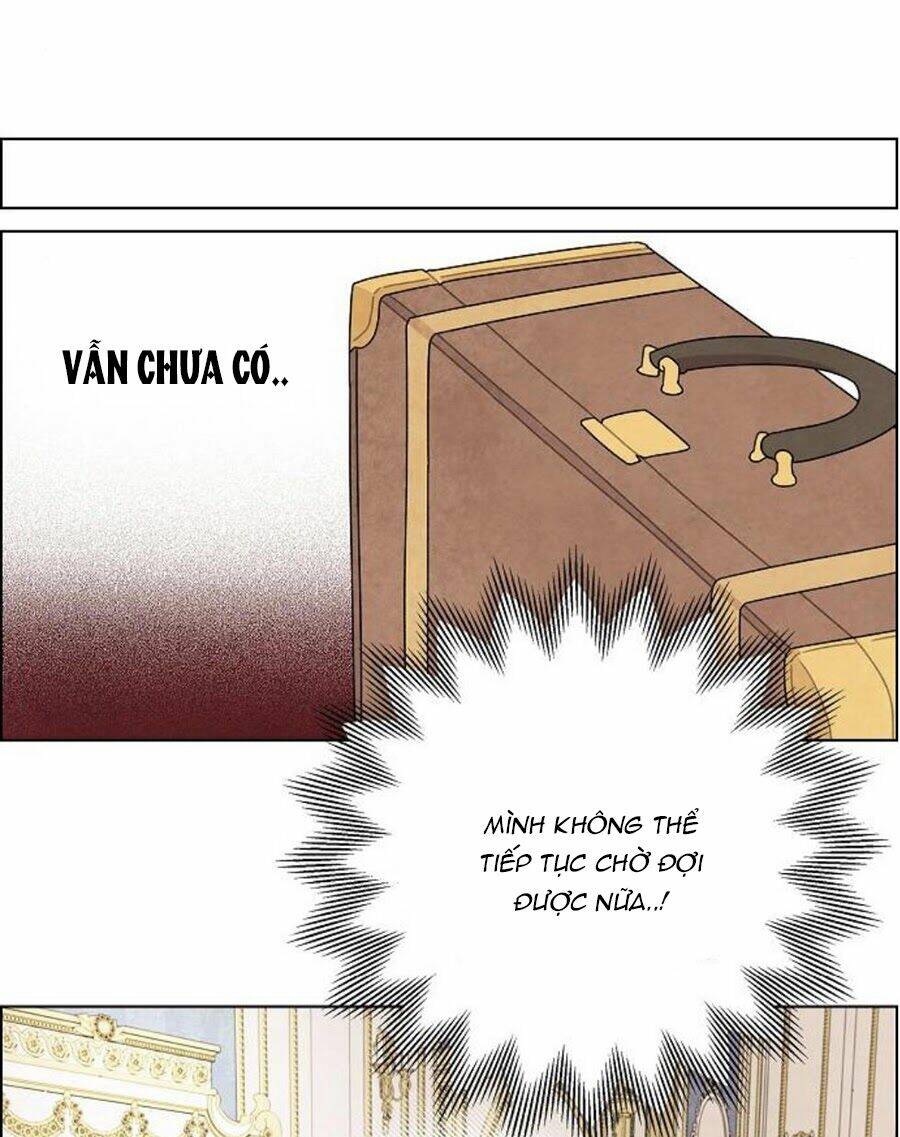 VẪN CHƯA CÓ..
MÌNH KHÔNG THỂ
TIẾP TỤC CHỜ ĐỢI
ĐƯỢC NỮA..!